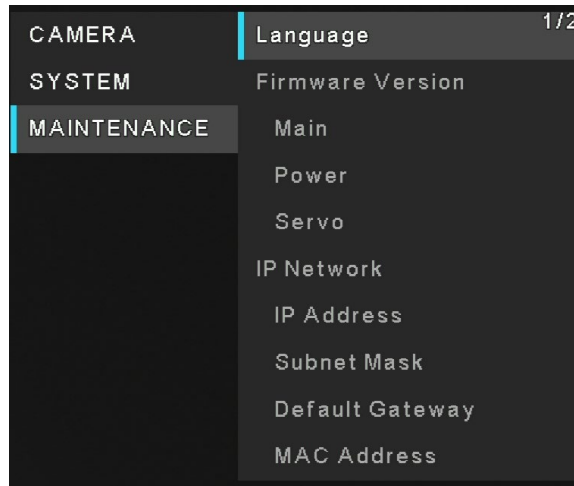 CAMERA
SYSTEM
MAINTENANCE
1/2
Language
Firmware Version
Main
Power
Servo
IP Network
IP Address
Subnet Mask
Default Gateway
MAC Address